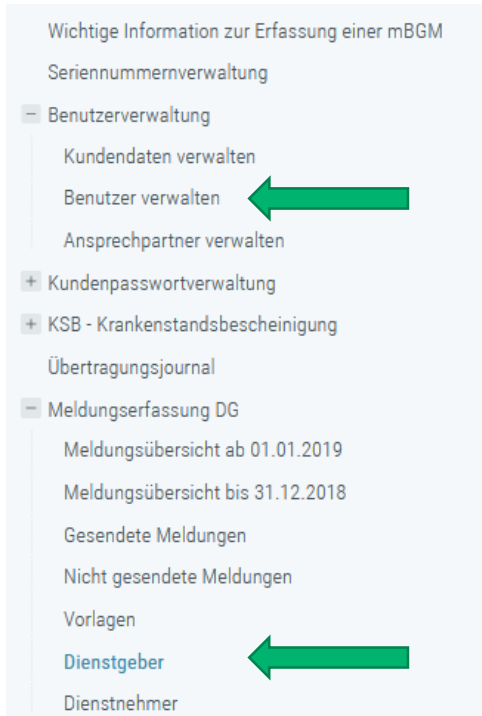 Wichtige Information zur Erfassung einer mBGM
Seriennummernverwaltung
Benutzerverwaltung
Kundendaten verwalten
Benutzer verwalten
Ansprechpartner verwalten
Kundenpasswortverwaltung
KSB - Krankenstandsbescheinigung
Übertragungsjournal
Meldungserfassung DG
Meldungsübersicht ab 01.01.2019
Meldungsübersicht bis 31.12.2018
Gesendete Meldungen
Nicht gesendete Meldungen
Vorlagen
Dienstgeber
Dienstnehmer